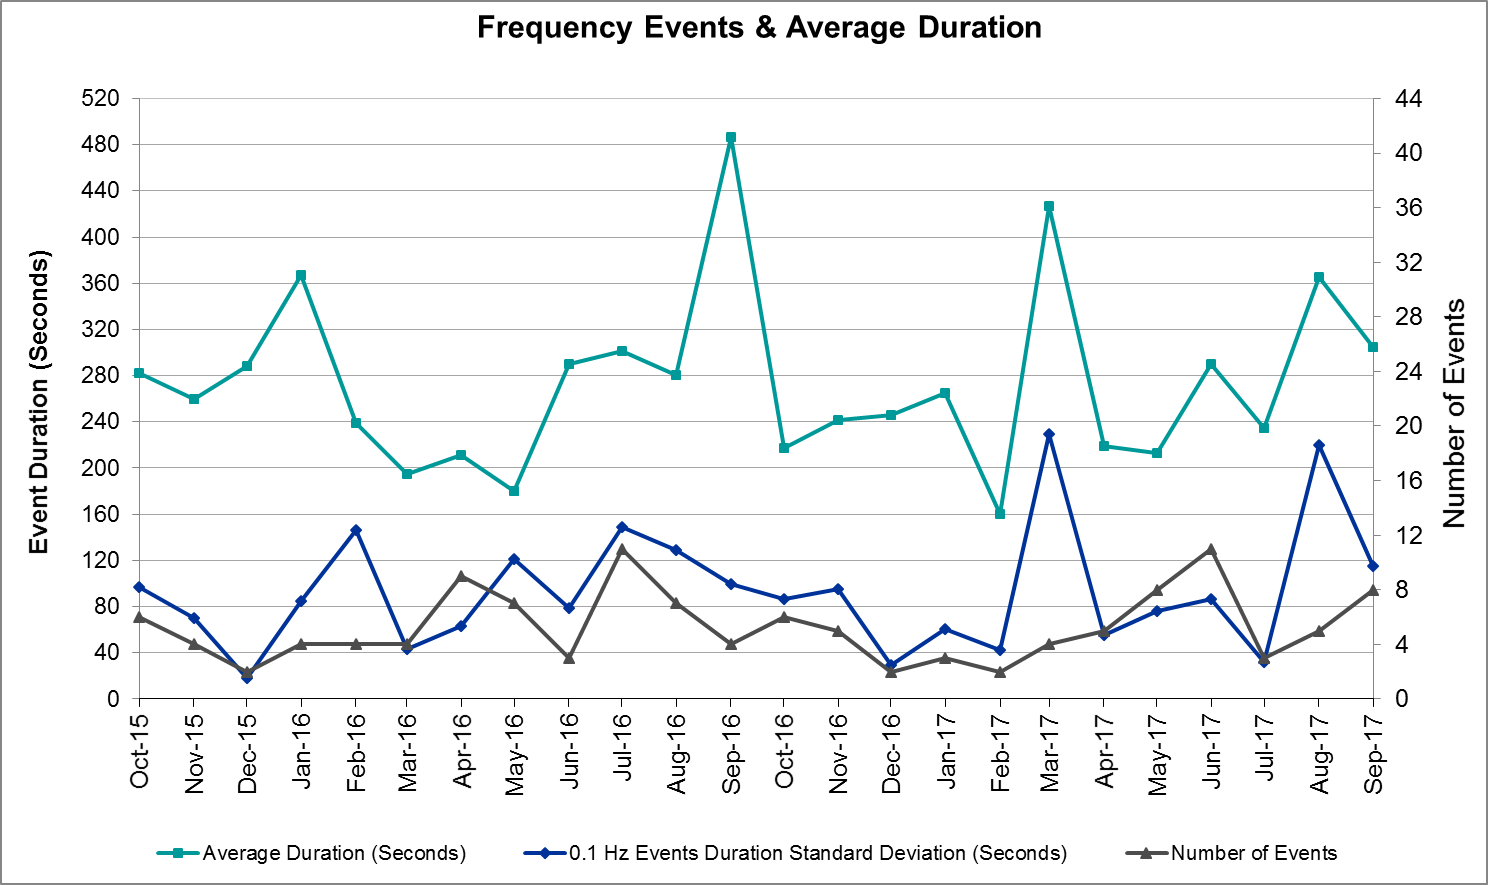 Frequency Events & Average Duration
520
480
440
400
360
320
280
240
200
160
120
80
40
0
Event Duration (Seconds)
44
40
36
32
28
24
20
16
12
8
4
0
Number of Events
Oct-15
Nov-15
Dec-15
Jan-16
Feb-16
Mar-16
Apr-16
May-16
Jun-16
Jul-16
Aug-16
Sep-16
Oct-16
Nov-16
Dec-16
Jan-17
Feb-17
Mar-17
Apr-17
May-17
Jun-17
Jul-17
Aug-17
Sep-17
Average Duration (Seconds)
0.1 Hz Events Duration Standard Deviation (Seconds)
Number of Events